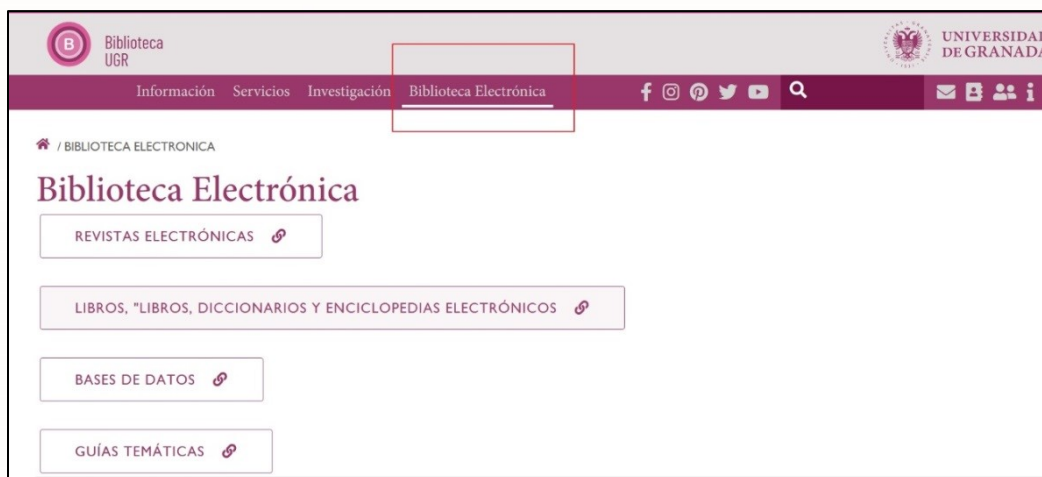 Biblioteca
UGR
UNIVERSIDAD
DE GRANADA
Información Servicios Investigación Biblioteca Electrónica
/ BIBLIOTECA ELECTRONICA
Biblioteca Electrónica
REVISTAS ELECTRÓNICAS
LIBROS, "LIBROS, DICCIONARIOS Y ENCICLOPEDIAS ELECTRÓNICOS
BASES DE DATOS
GUÍAS TEMÁTICAS